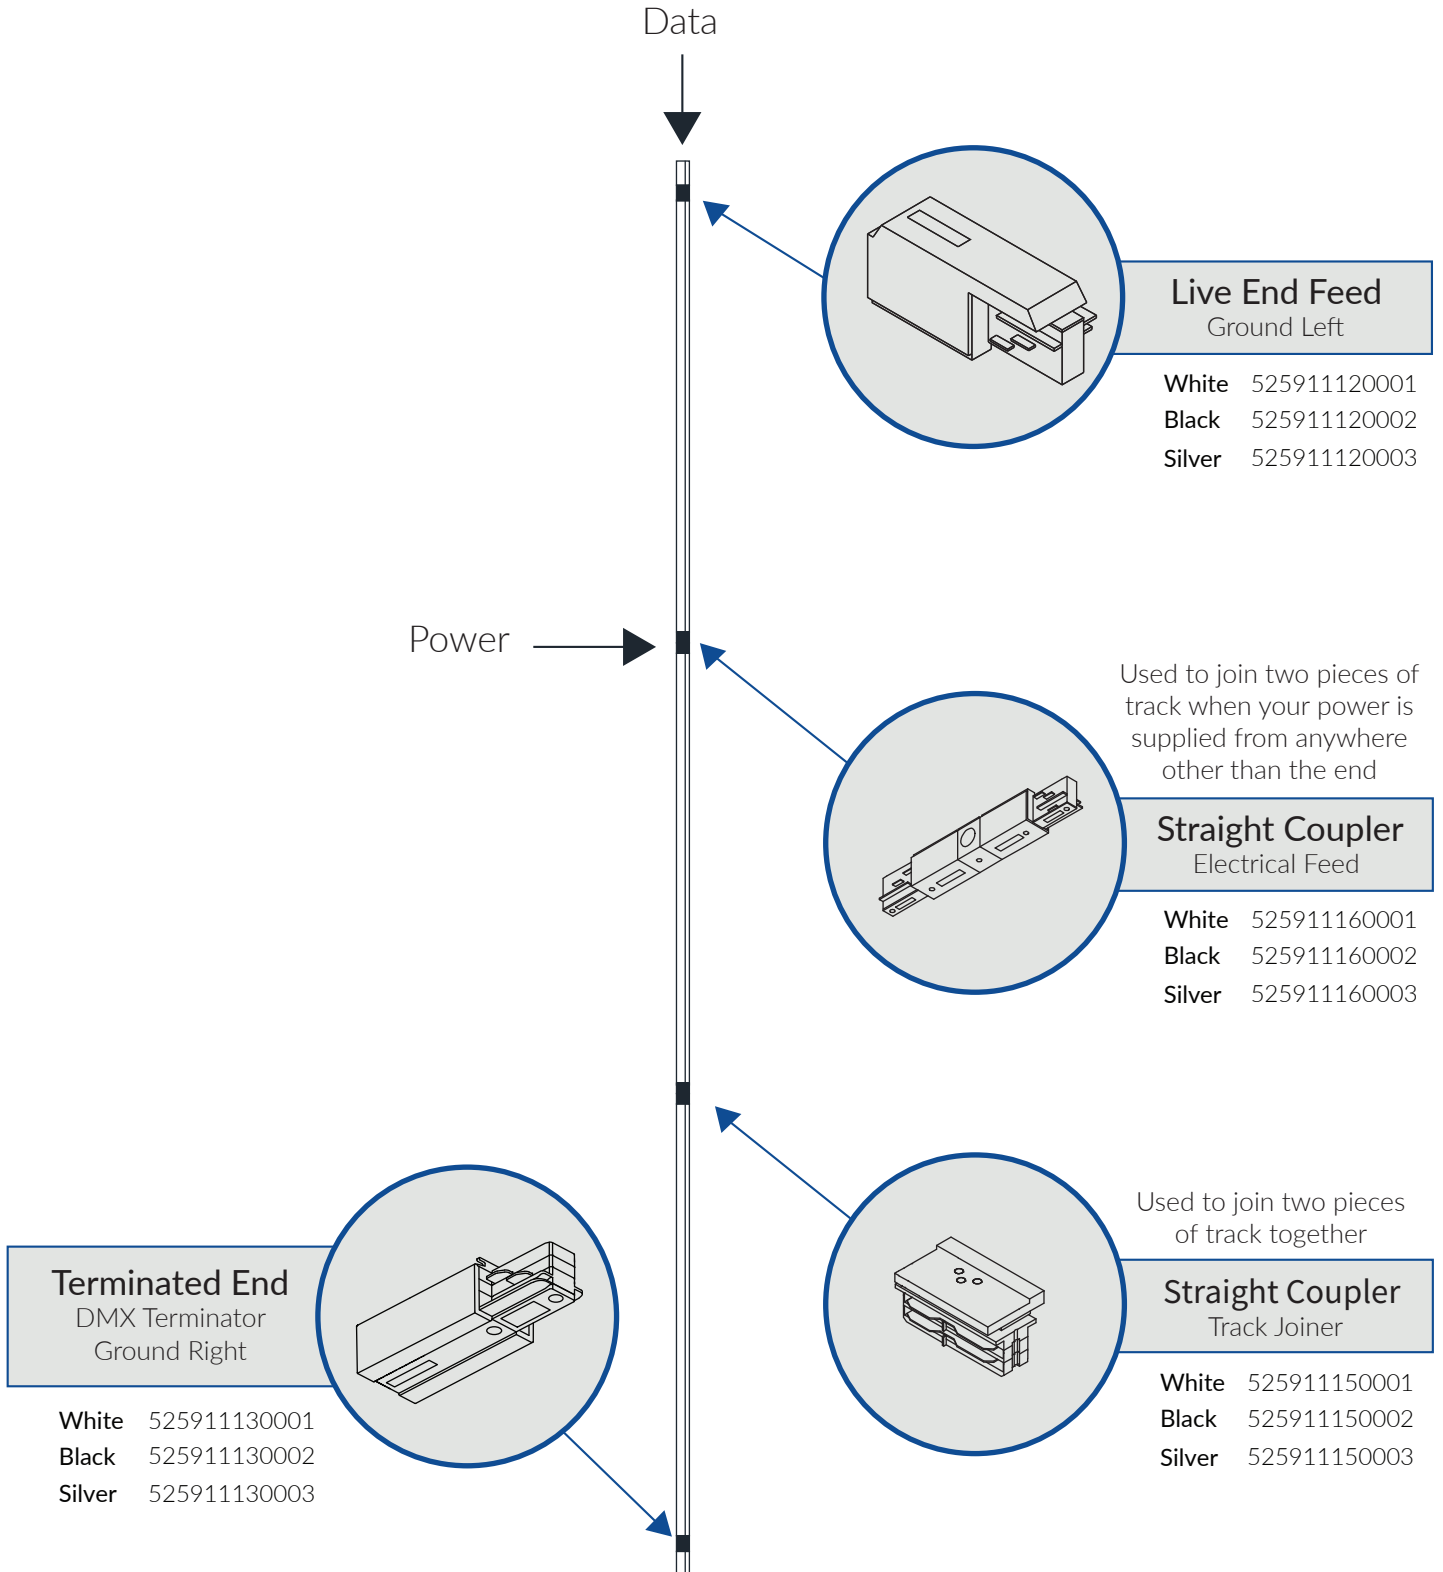 Data
Live End Feed
Ground Left
White 525911120001
Black 525911120002
Silver 525911120003
Power
Used to join two pieces of
track when your power is
supplied from anywhere
other than the end
Straight Coupler
Electrical Feed
White 525911160001
Black 525911160002
Silver 525911160003
Used to join two pieces
of track together
Straight Coupler
Track Joiner
White 525911150001
Black 525911150002
Silver 525911150003
Terminated End
DMX Terminator
Ground Right
White 525911130001
Black 525911130002
Silver 525911130003